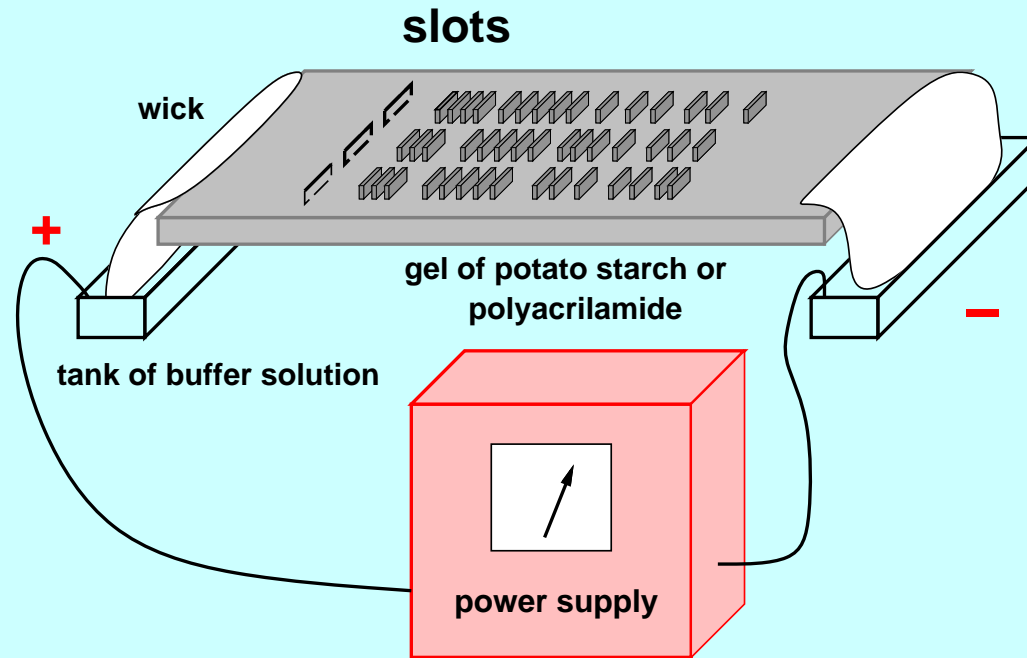 slots
wick
+
gel of potato starch or
polyacrilamide
–
tank of buffer solution
power supply